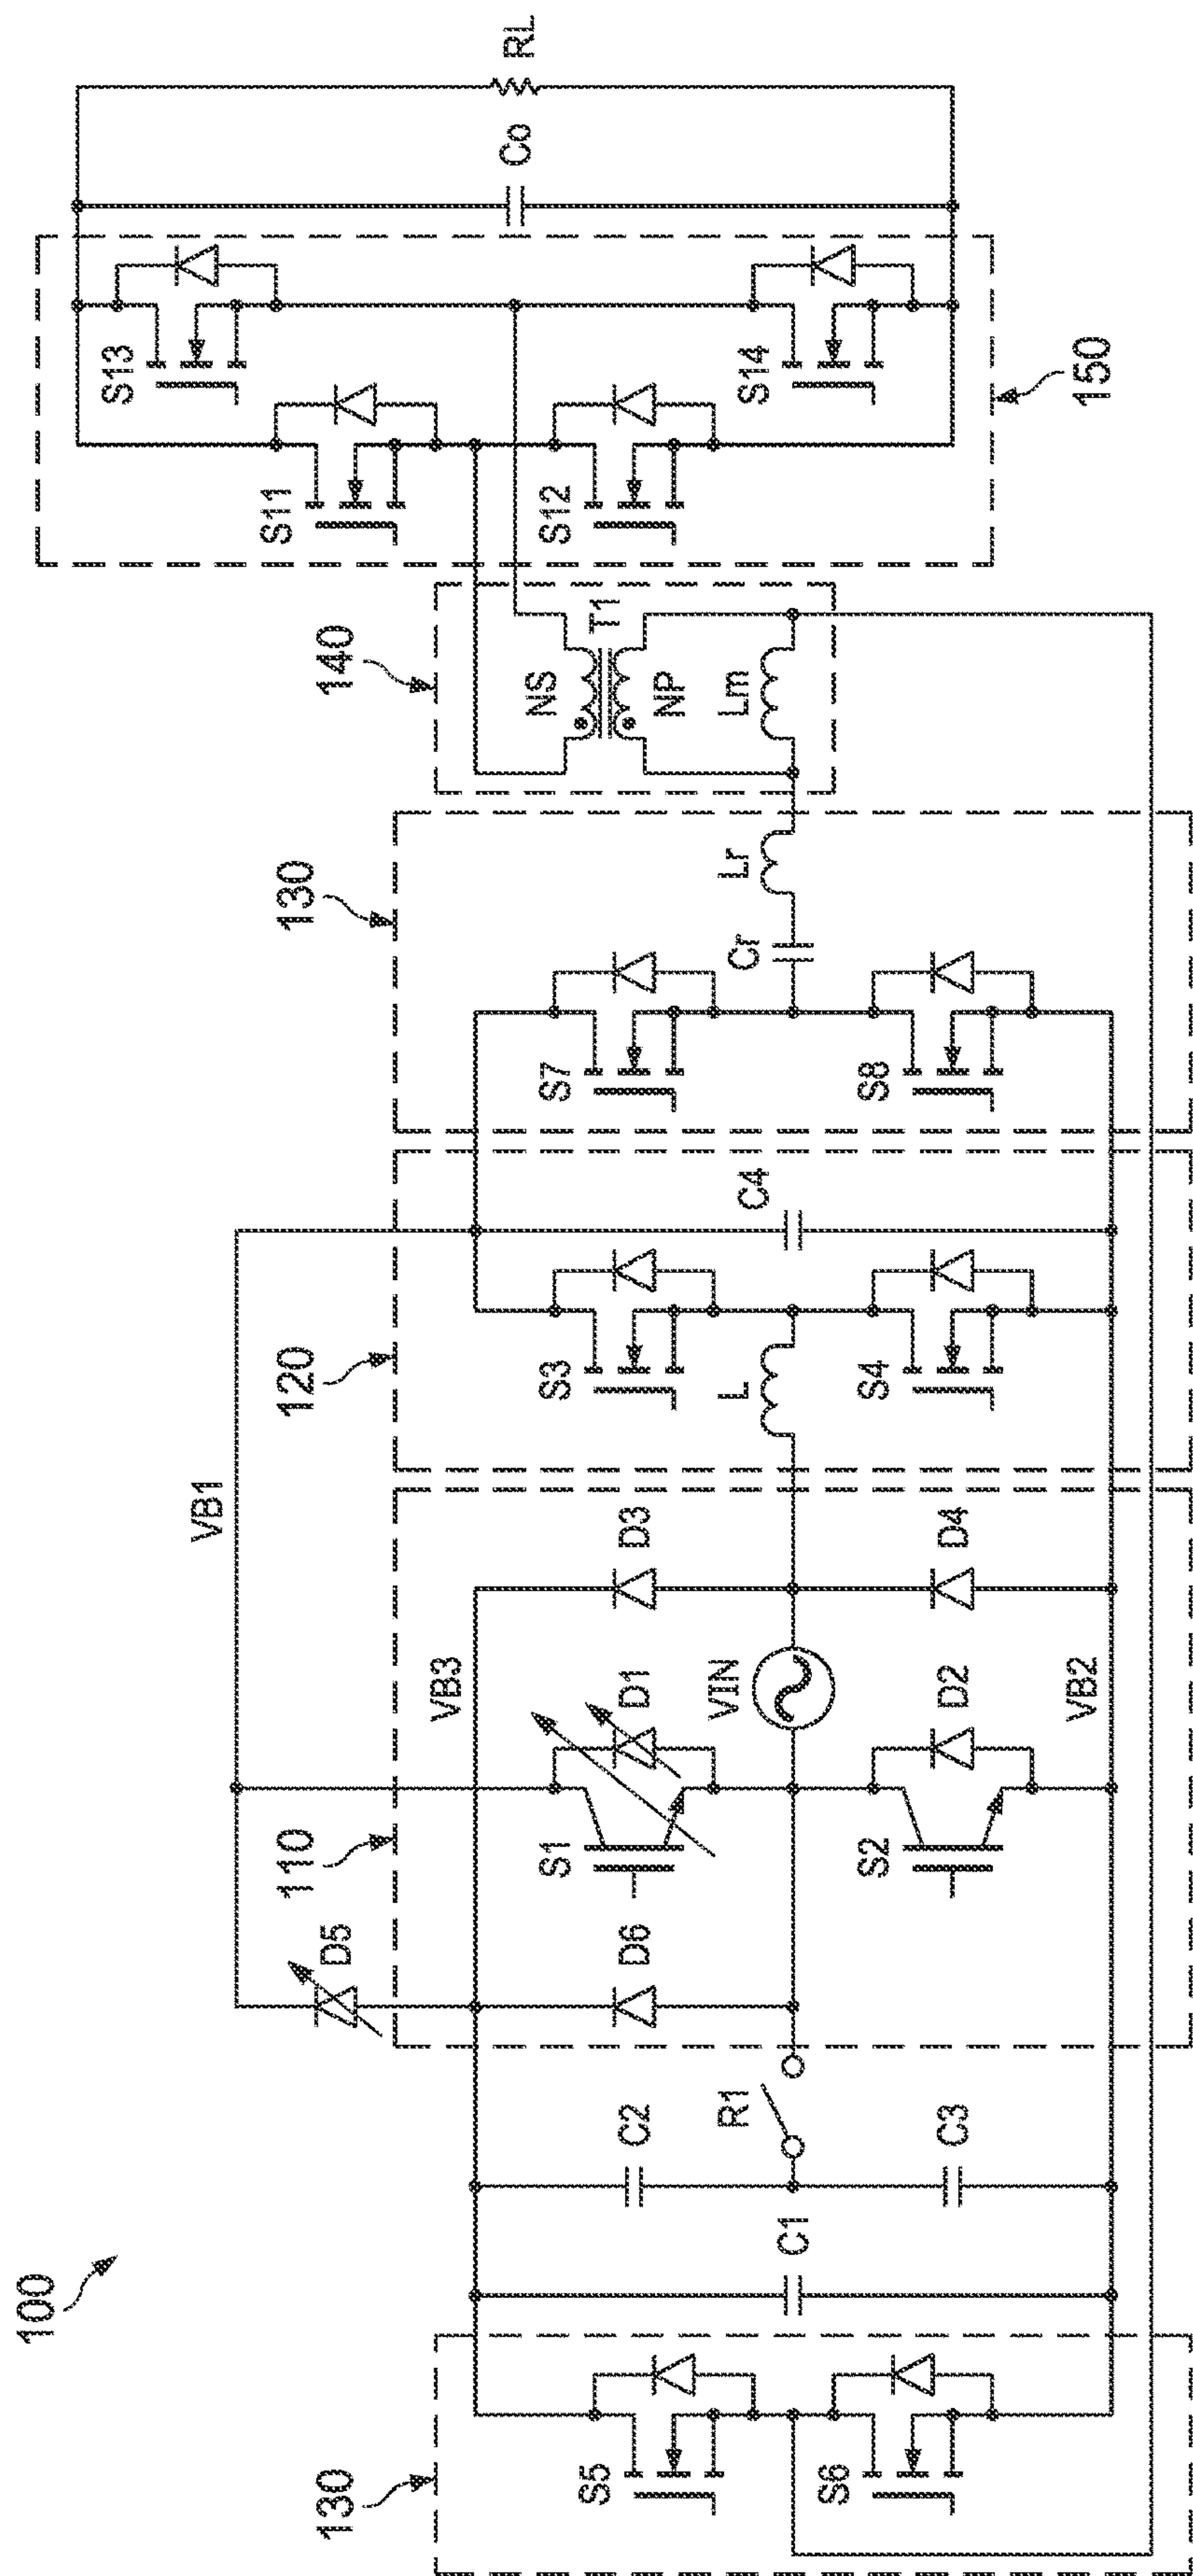 100
130
S5
S6
C1
C2
R1
C3
D5
110
D6
S1
S2
D1
D2
VB3
VIN
VB2
VB1
D3
D4
120
S3
L
S4
C4
130
S7
S8
Cr
Lr
140
NS
T1
NP
Lm
S11
S12
S13
S14
150
Co
RL